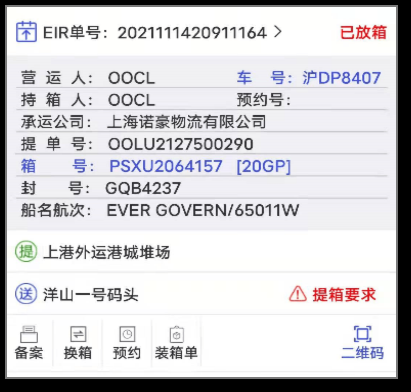 EIR单号：2021111420911164 > 已放箱
营 运 人： OOCL 车 号：沪DP8407
持 箱 人： OOCL 预约号：
承运公司： 上海诺豪物流有限公司
提 单 号： OOLU2127500290
箱 号： PSXU2064157 [20GP]
封 号： GQB4237
船名航次： EVER GOVERN/65011W
提 上港外运港城堆场
送 洋山一号码头 提箱要求
备案 换箱 预约 装箱单 二维码